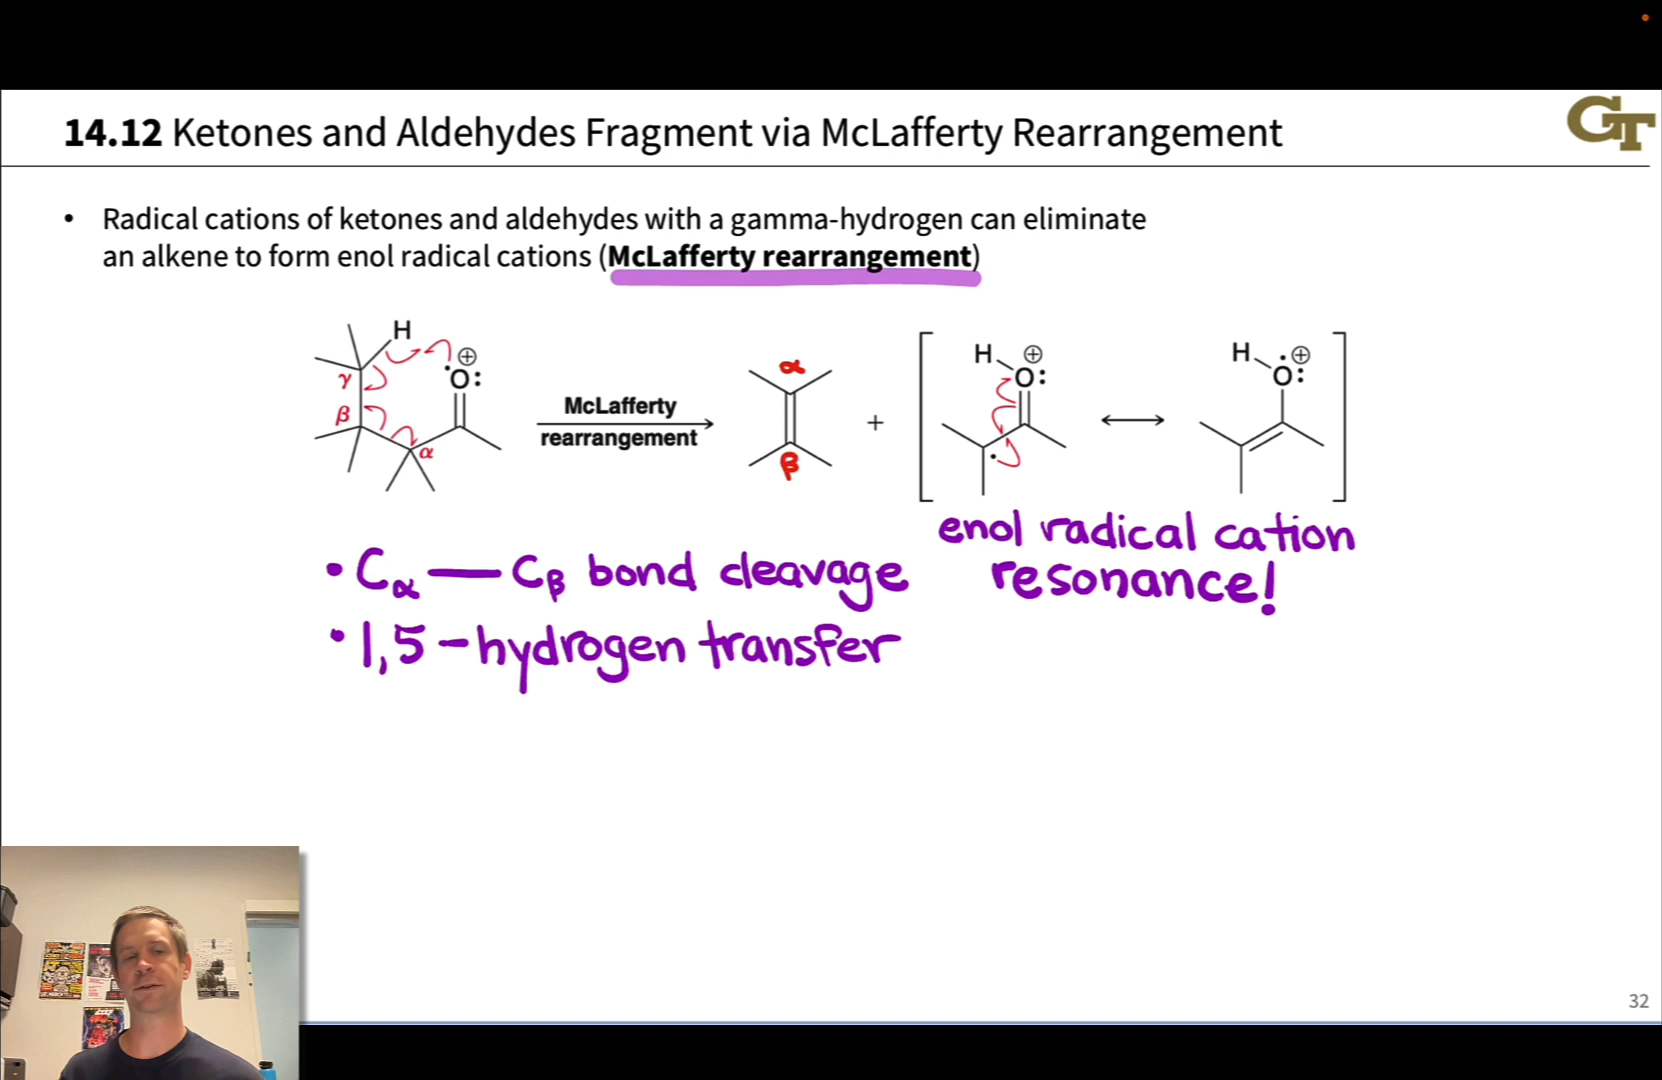 14.12 Ketones and Aldehydes Fragment via McLafferty Rearrangement
GT
• Radical cations of ketones and aldehydes with a gamma-hydrogen can eliminate
an alkene to form enol radical cations (McLafferty rearrangement)
H
⊕
·O:
γ
β
α
McLafferty
rearrangement
α
β
+
H
⊕
O:
·
H
·⊕
O:
enol radical cation
resonance!
• Cα — Cβ bond cleavage
• 1,5-hydrogen transfer
32